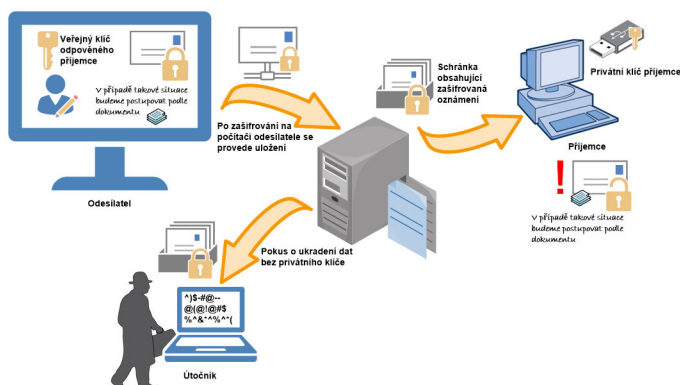 Veřejný klíč
odpověného
příjemce
V případě takové situace
budeme postupovat podle
dokumentu
Odesílatel
Po zašifrování na
počítači odesílatele se
provede uložení
Schránka
obsahující
zašifrovaná
oznámení
Privátní klíč příjemce
Příjemce
V případě takové situace
budeme postupovat podle
dokumentu
Pokus o ukradení dat
bez privátního klíče
^)$-#@--
@(@!@#$
%^&*^%^*(
Útočník